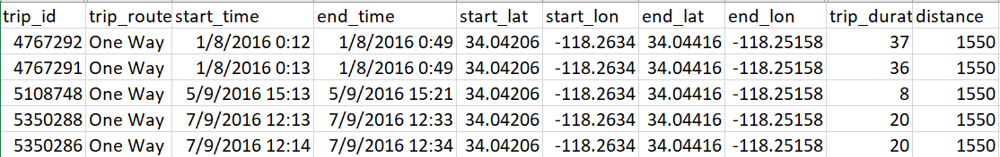 trip_id trip_route start_time end_time start_lat start_lon end_lat end_lon trip_durat distance
4767292 One Way 1/8/2016 0:12 1/8/2016 0:49 34.04206 -118.2634 34.04416 -118.25158 37 1550
4767291 One Way 1/8/2016 0:13 1/8/2016 0:49 34.04206 -118.2634 34.04416 -118.25158 36 1550
5108748 One Way 5/9/2016 15:13 5/9/2016 15:21 34.04206 -118.2634 34.04416 -118.25158 8 1550
5350288 One Way 7/9/2016 12:13 7/9/2016 12:33 34.04206 -118.2634 34.04416 -118.25158 20 1550
5350286 One Way 7/9/2016 12:14 7/9/2016 12:34 34.04206 -118.2634 34.04416 -118.25158 20 1550